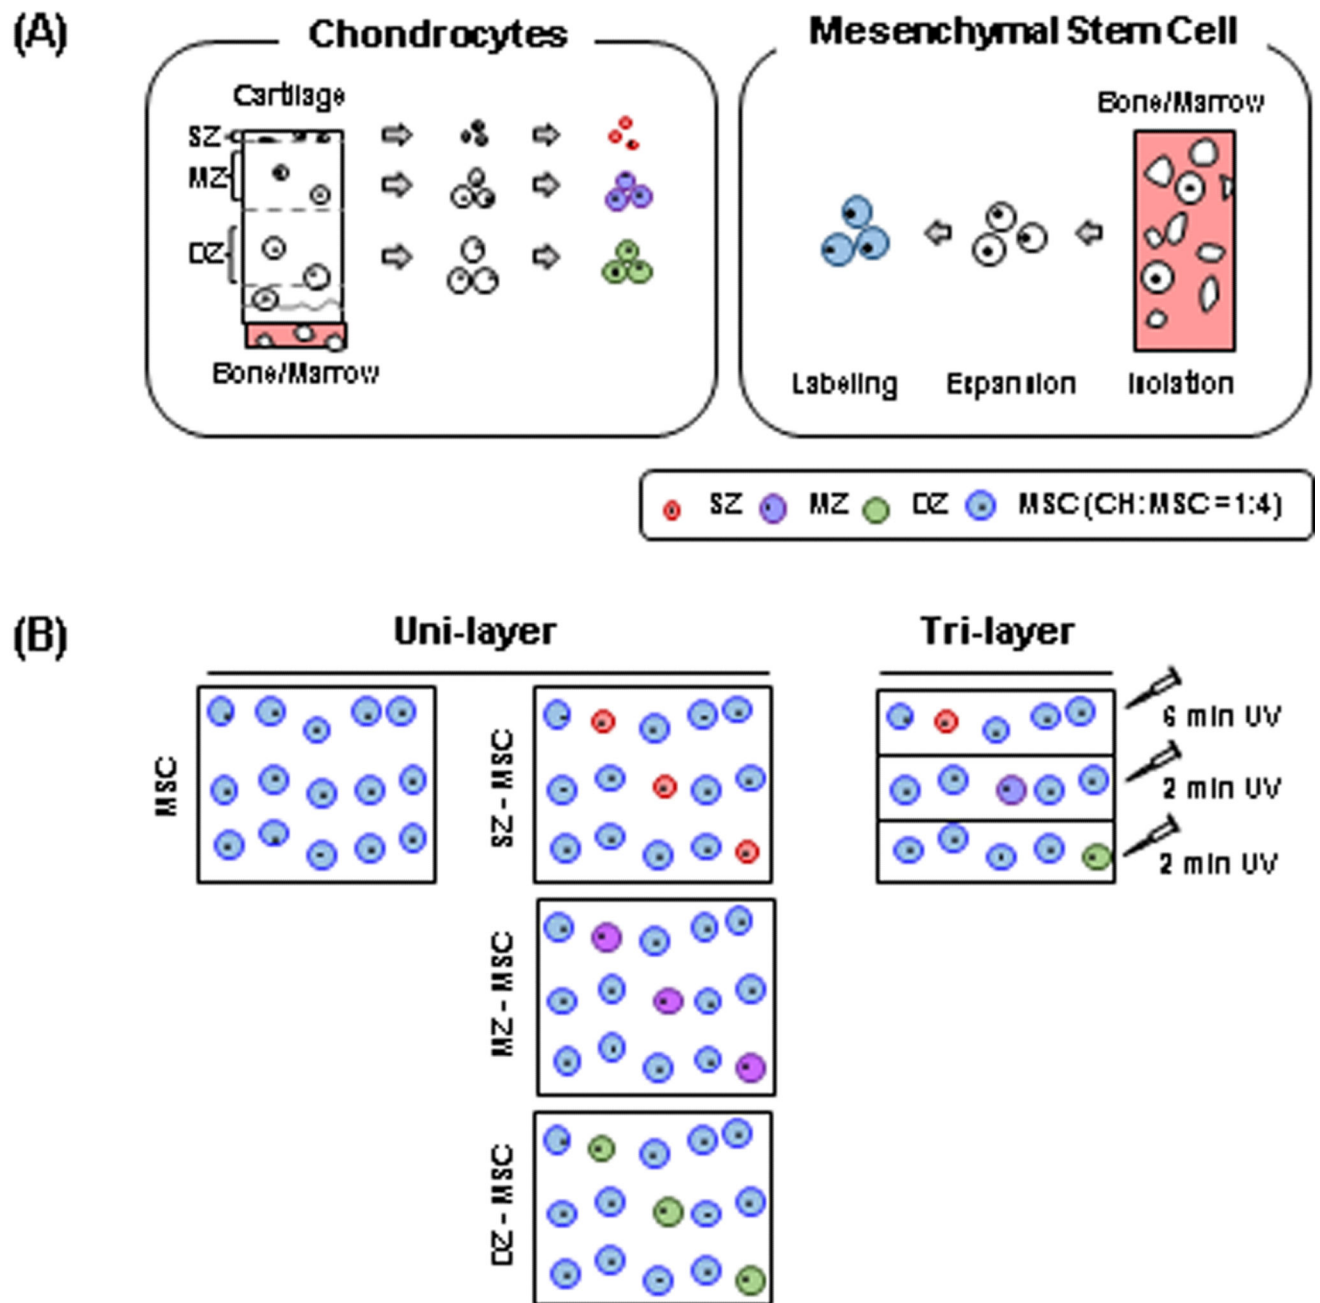 (A)
Chondrocytes
Mesenchymal Stem Cell
Cartilage
SZ
MZ
DZ
Bone/Marrow
Bone/Marrow
Labeling
Expansion
Isolation
SZ MZ DZ MSC (CH:MSC=1:4)
(B)
Uni-layer
Tri-layer
MSC
SZ - MSC
6 min UV
2 min UV
2 min UV
MZ - MSC
DZ - MSC